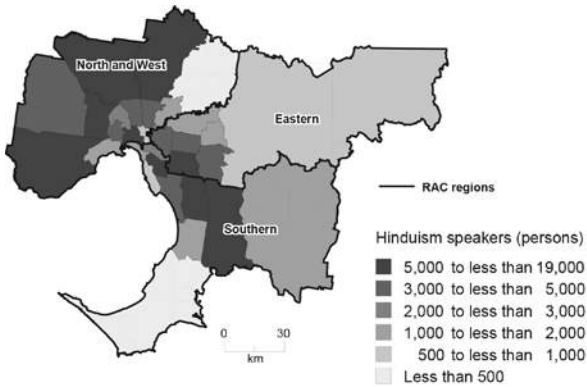 North and West
Eastern
RAC regions
Southern
Hinduism speakers (persons)
5,000 to less than 19,000
3,000 to less than 5,000
2,000 to less than 3,000
1,000 to less than 2,000
500 to less than 1,000
Less than 500
0 30
km